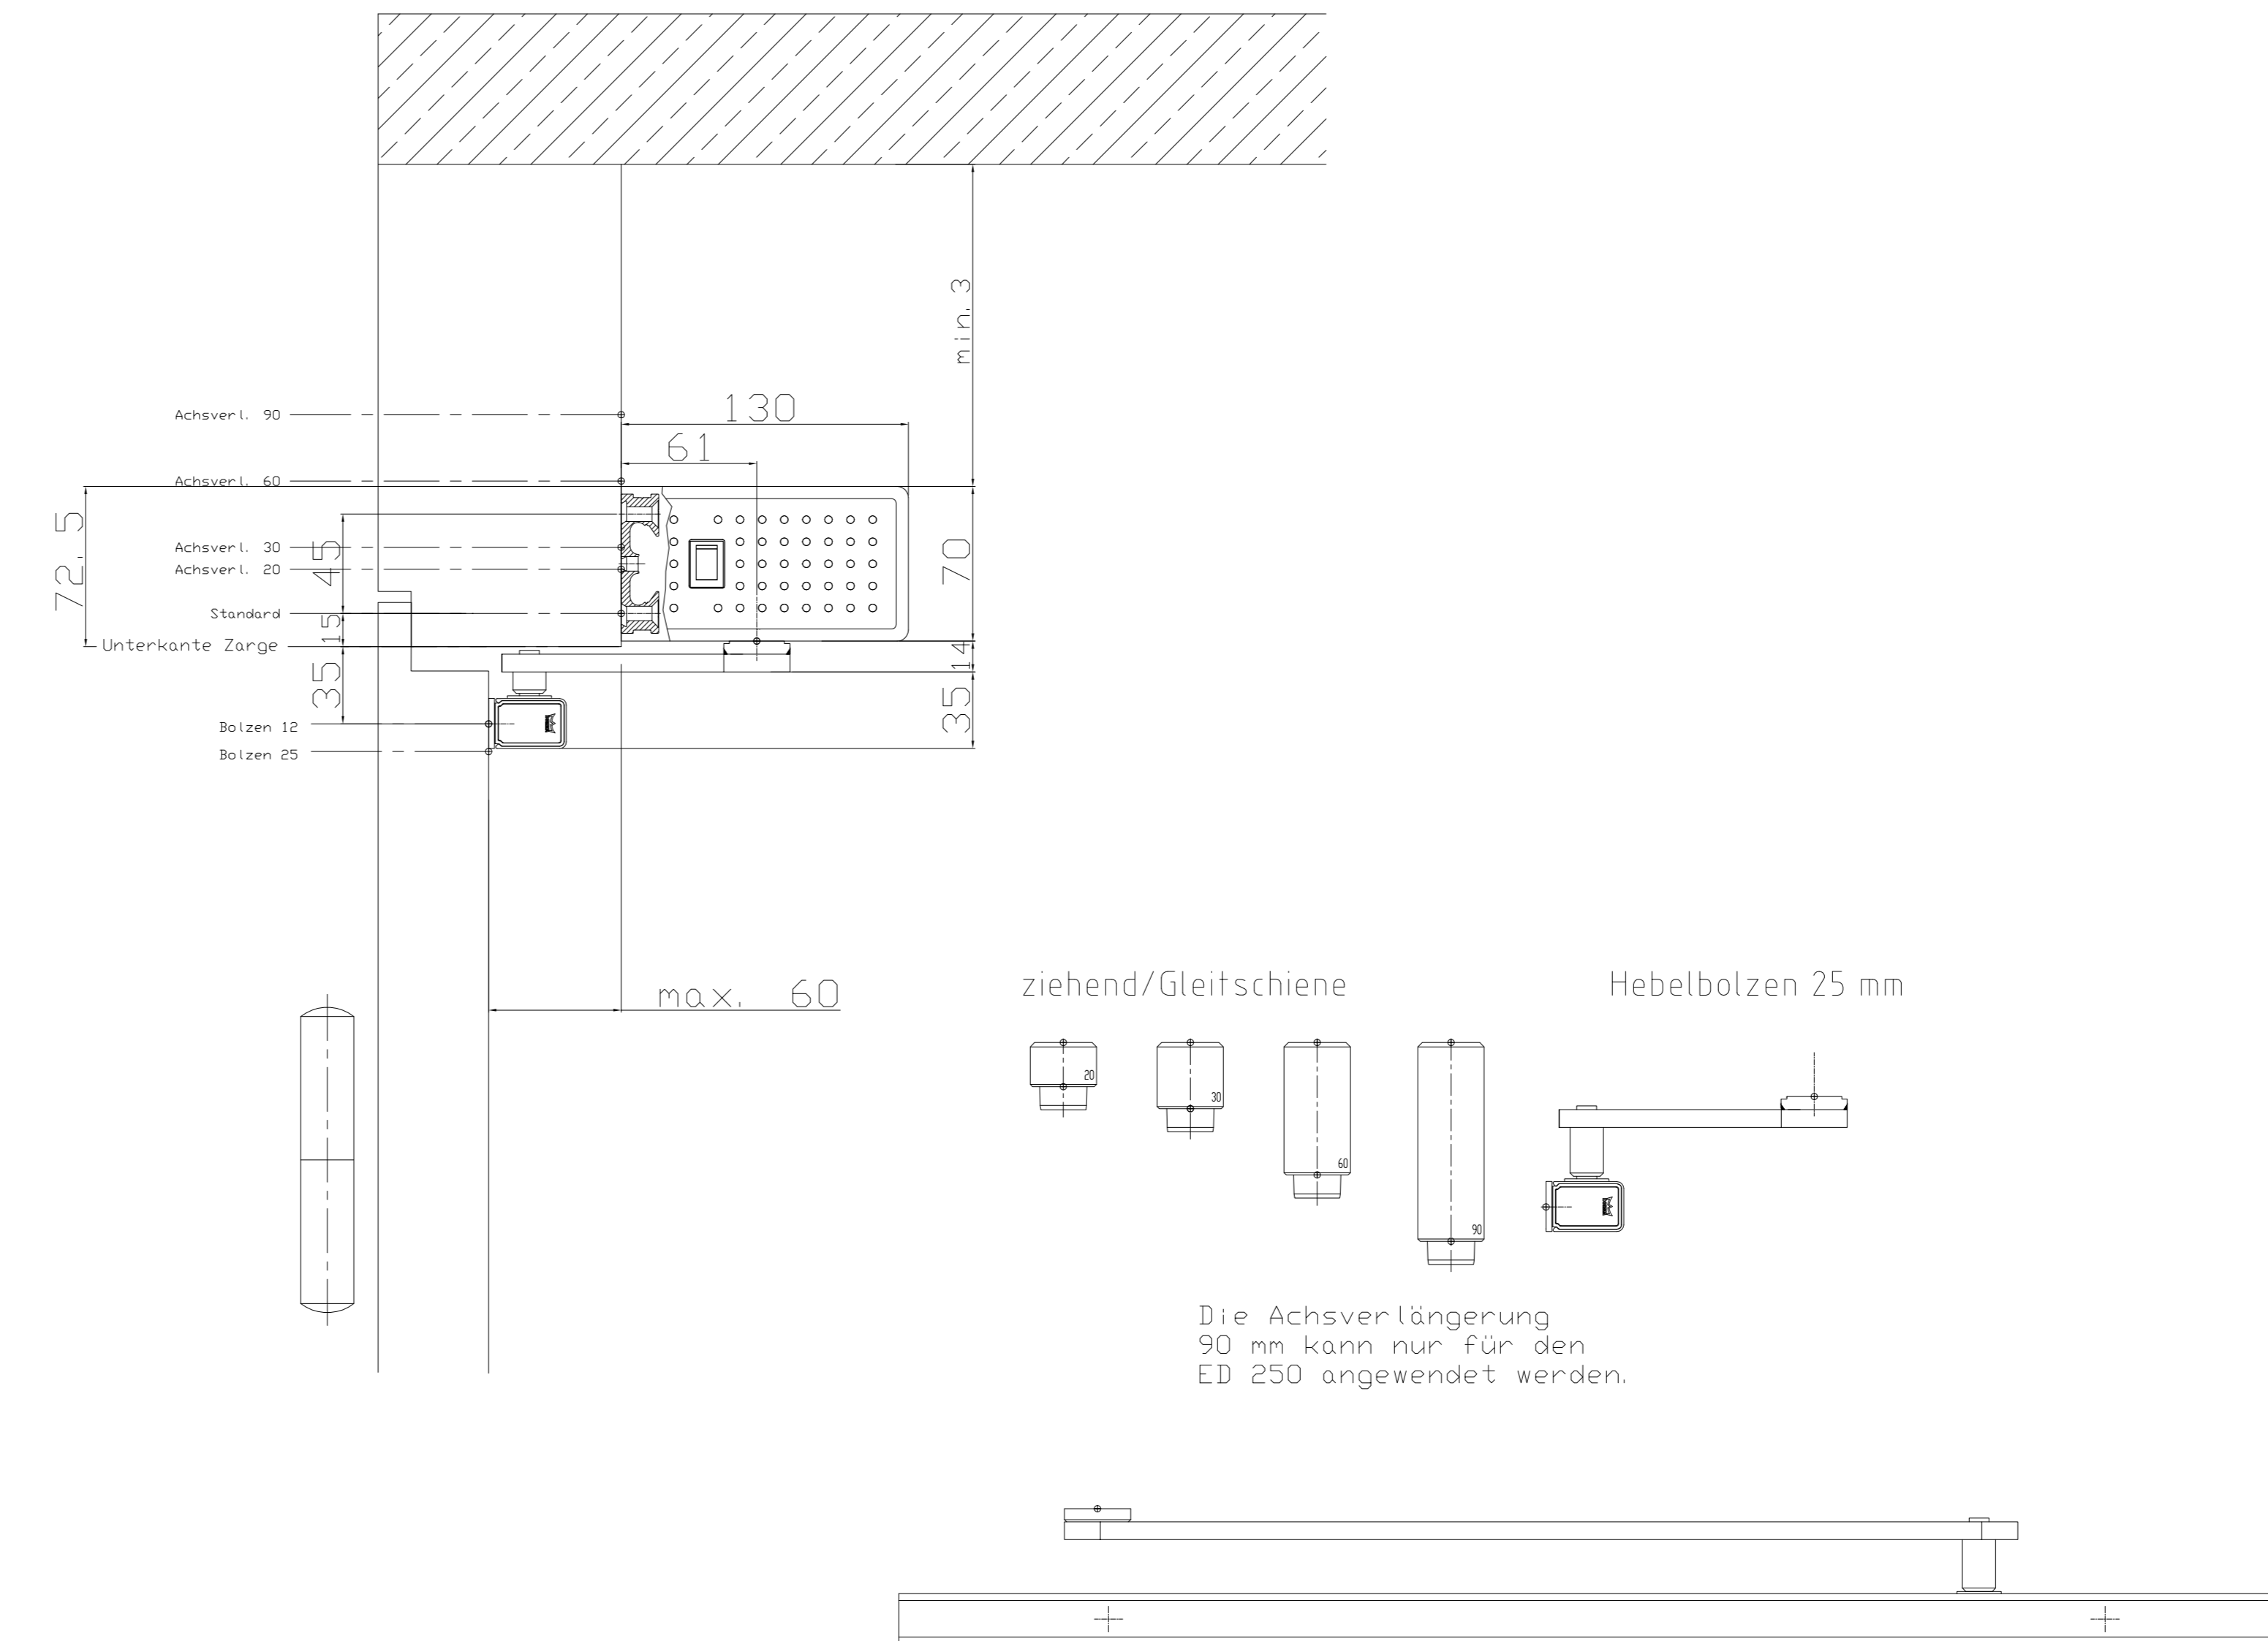 min. 3
Achsverl. 90
130
61
Achsverl. 60
72,5
45
Achsverl. 30
Achsverl. 20
70
Standard
15
Unterkante Zarge
14
35
35
Bolzen 12
Bolzen 25
max. 60
ziehend/Gleitschiene
Hebelbolzen 25 mm
20
30
60
90
Die Achsverlängerung
90 mm kann nur für den
ED 250 angewendet werden.